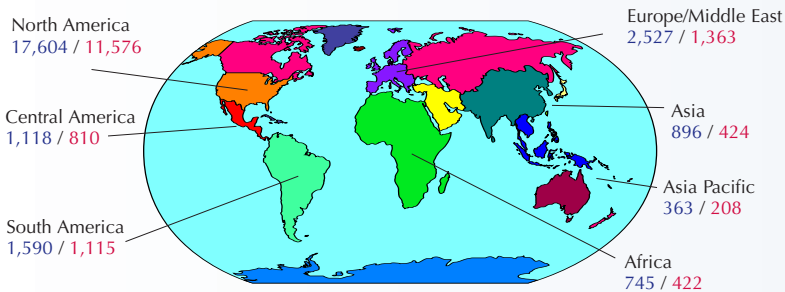 North America
17,604 / 11,576
Europe/Middle East
2,527 / 1,363
Central America
1,118 / 810
Asia
896 / 424
Asia Pacific
363 / 208
South America
1,590 / 1,115
Africa
745 / 422